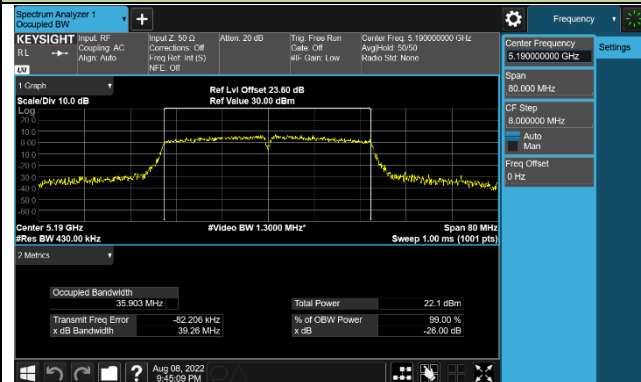 Spectrum Analyzer 1
Occupied BW
Frequency
KEYSIGHT
RL
LXI
Input: RF
Coupling: AC
Align: Auto
Input Z: 50 Ω
Corrections: Off
Freq Ref: Int (S)
NFE: Off
Atten: 20 dB
Trig: Free Run
Gate: Off
#IF Gain: Low
Center Freq: 5.190000000 GHz
Avg|Hold: 50/50
Radio Std: None
Center Frequency
5.190000000 GHz
Settings
Span
80.000 MHz
CF Step
8.000000 MHz
Auto
Man
Freq Offset
0 Hz
1 Graph
Scale/Div 10.0 dB
Ref Lvl Offset 23.60 dB
Ref Value 30.00 dBm
Log
20.0
10.0
0.00
-10.0
-20.0
-30.0
-40.0
-50.0
-60.0
Center 5.19 GHz
#Res BW 430.00 kHz
#Video BW 1.3000 MHz*
Span 80 MHz
Sweep 1.00 ms (1001 pts)
2 Metrics
Occupied Bandwidth
35.903 MHz
Total Power 22.1 dBm
Transmit Freq Error -82.206 kHz
% of OBW Power 99.00 %
x dB Bandwidth 39.26 MHz
x dB -26.00 dB
?
Aug 08, 2022
9:45:09 PM